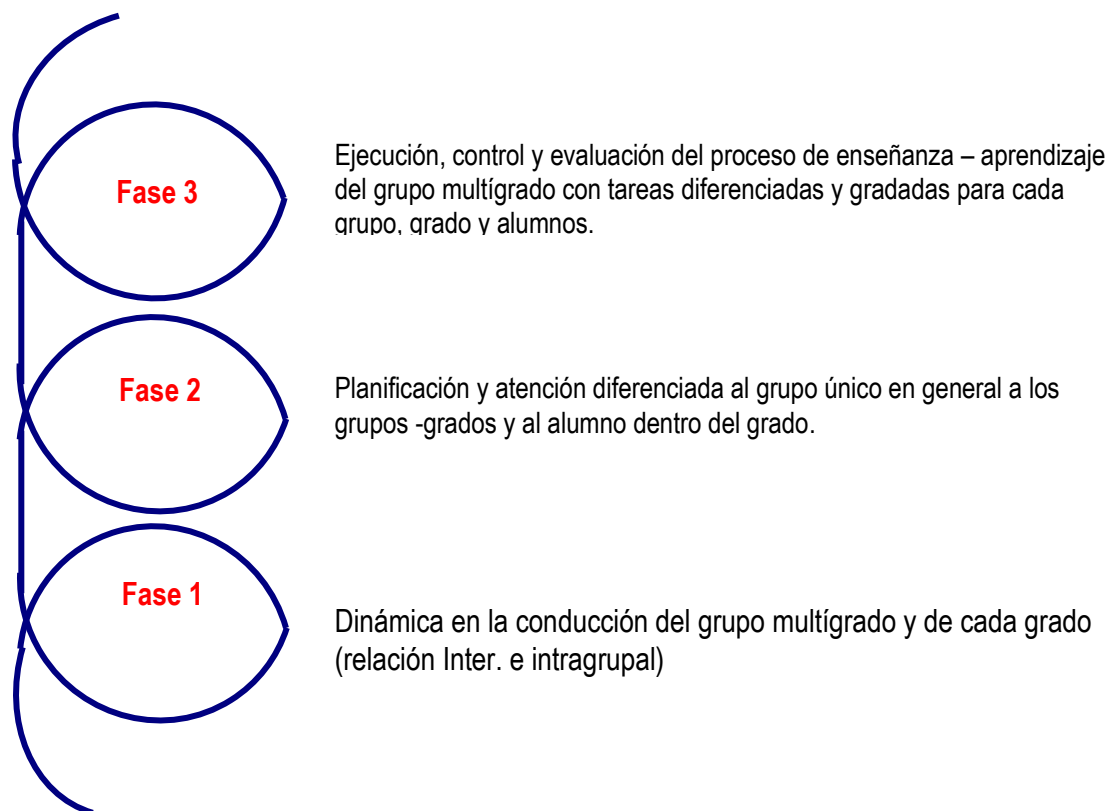 Fase 3
Ejecución, control y evaluación del proceso de enseñanza – aprendizaje
del grupo multígrado con tareas diferenciadas y gradadas para cada
grupo, grado y alumnos.
Fase 2
Planificación y atención diferenciada al grupo único en general a los
grupos -grados y al alumno dentro del grado.
Fase 1
Dinámica en la conducción del grupo multígrado y de cada grado
(relación Inter. e intragrupal)